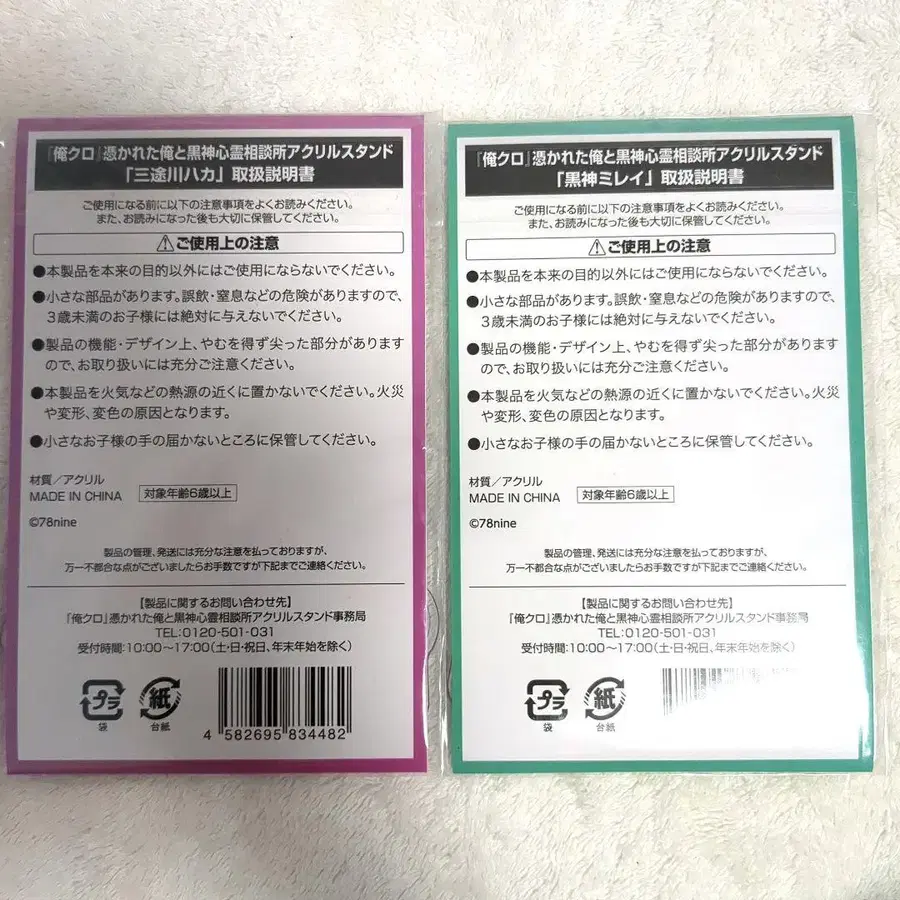 『俺クロ』憑かれた俺と黒神心霊相談所アクリルスタンド
「三途川ハカ」取扱説明書
ご使用になる前に以下の注意事項をよくお読みください。
また、お読みになった後も大切に保管してください。
⚠ご使用上の注意
●本製品を本来の目的以外にはご使用にならないでください。
●小さな部品があります。誤飲・窒息などの危険がありますので、
3歳未満のお子様には絶対に与えないでください。
●製品の機能・デザイン上、やむを得ず尖った部分があります
ので、お取り扱いには充分ご注意ください。
●本製品を火気などの熱源の近くに置かないでください。火災
や変形、変色の原因となります。
●小さなお子様の手の届かないところに保管してください。
材質／アクリル
MADE IN CHINA 対象年齢6歳以上
©78nine
製品の管理、発送には充分な注意を払っておりますが、
万一不都合な点がございましたらお手数ですが下記までご連絡ください。
【製品に関するお問い合わせ先】
「俺クロ」憑かれた俺と黒神心霊相談所アクリルスタンド事務局
TEL:0120-501-031
受付時間:10:00〜17:00(土・日・祝日、年末年始を除く)
プラ
袋
紙
台紙
4 582695 834482
『俺クロ』憑かれた俺と黒神心霊相談所アクリルスタンド
「黒神ミレイ」取扱説明書
ご使用になる前に以下の注意事項をよくお読みください。
また、お読みになった後も大切に保管してください。
⚠ご使用上の注意
●本製品を本来の目的以外にはご使用にならないでください。
●小さな部品があります。誤飲・窒息などの危険がありますので、
3歳未満のお子様には絶対に与えないでください。
●製品の機能・デザイン上、やむを得ず尖った部分があります
ので、お取り扱いには充分ご注意ください。
●本製品を火気などの熱源の近くに置かないでください。火災
や変形、変色の原因となります。
●小さなお子様の手の届かないところに保管してください。
材質／アクリル
MADE IN CHINA 対象年齢6歳以上
©78nine
製品の管理、発送には充分な注意を払っておりますが、
万一不都合な点がございましたらお手数ですが下記までご連絡ください。
【製品に関するお問い合わせ先】
「俺クロ」憑かれた俺と黒神心霊相談所アクリルスタンド事務局
TEL:0120-501-031
受付時間:10:00〜17:00(土・日・祝日、年末年始を除く)
プラ
袋
紙
台紙